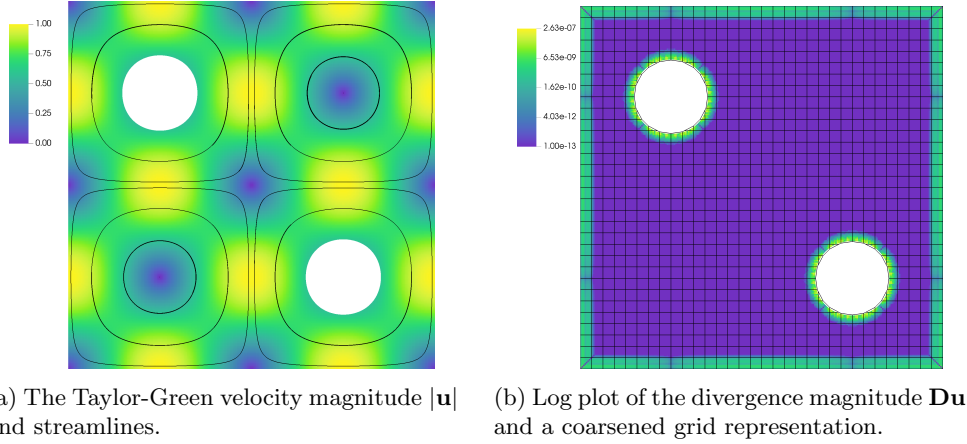 1.00
0.75
0.50
0.25
0.00
2.63e-07
6.53e-09
1.62e-10
4.03e-12
1.00e-13
a) The Taylor-Green velocity magnitude |u|
nd streamlines.
(b) Log plot of the divergence magnitude Du
and a coarsened grid representation.